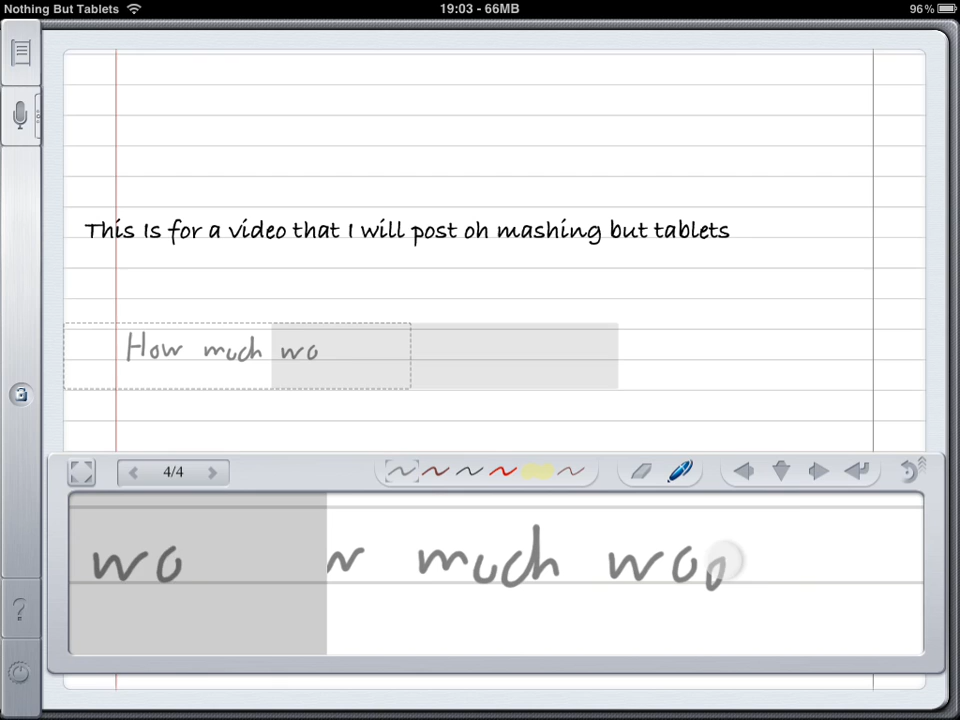 Nothing But Tablets 19:03 - 66MB 96%
This Is for a video that I will post oh mashing but tablets
How much wo
4/4
?
wo w much woo